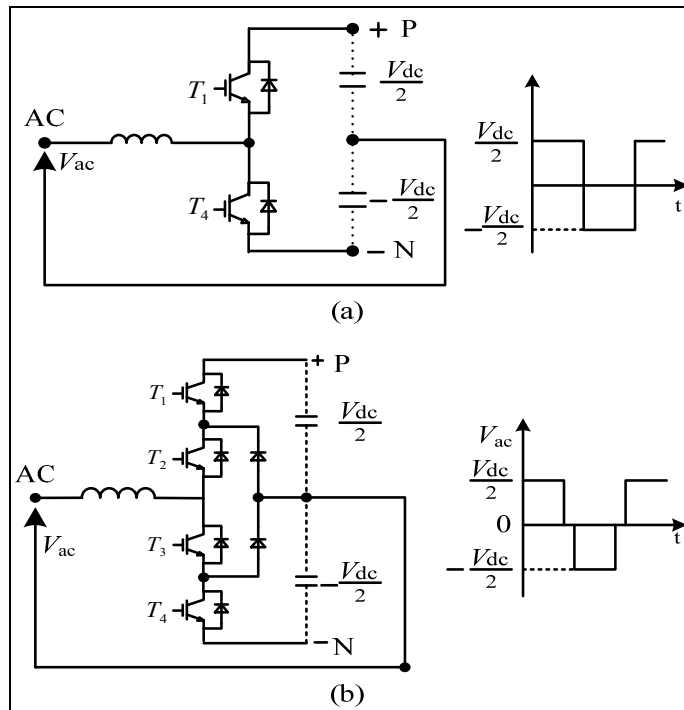 + P
T1
Vdc/2
AC
Vac
Vdc/2
T4
− Vdc/2
− Vdc/2
t
− N
(a)
+ P
T1
Vdc/2
Vac
T2
AC
Vdc/2
0
Vac
T3
t
− Vdc/2
− Vdc/2
T4
− N
(b)